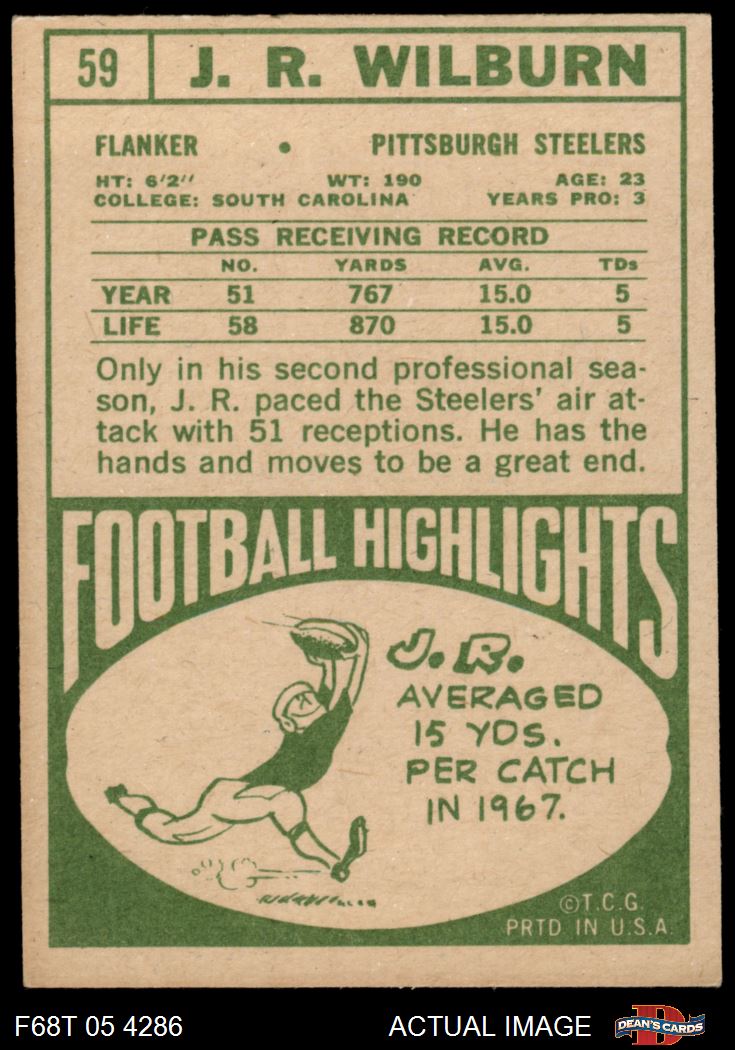 59 J. R. WILBURN
FLANKER • PITTSBURGH STEELERS
HT: 6'2" WT: 190 AGE: 23
COLLEGE: SOUTH CAROLINA YEARS PRO: 3
PASS RECEIVING RECORD
NO. YARDS AVG. TDs
YEAR 51 767 15.0 5
LIFE 58 870 15.0 5
Only in his second professional sea-
son, J. R. paced the Steelers' air at-
tack with 51 receptions. He has the
hands and moves to be a great end.
FOOTBALL HIGHLIGHTS
J. R.
AVERAGED
15 YDS.
PER CATCH
IN 1967.
©T.C.G.
PRTD IN U.S.A.
F68T 05 4286 ACTUAL IMAGE DEAN'S CARDS